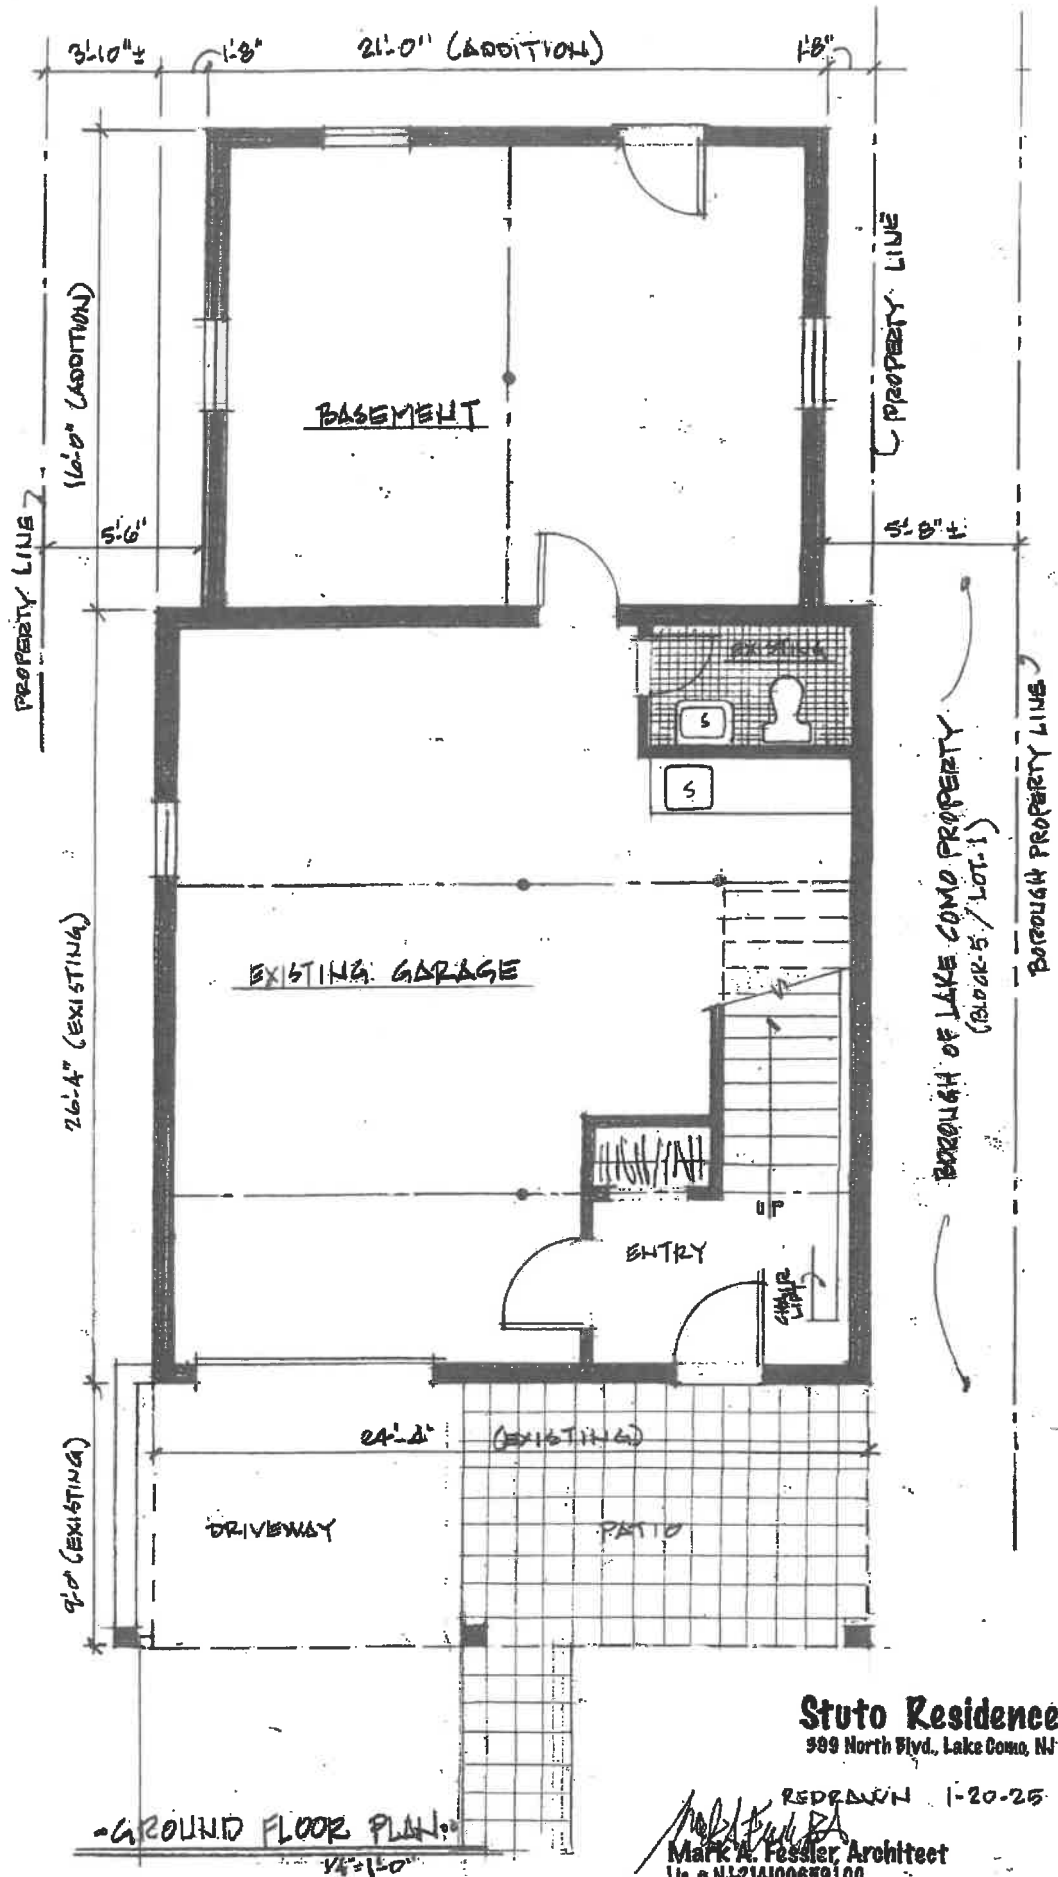 3'-10"±
1'-8"
21'-0" (ADDITION)
1'-8"
16'-0" (ADDITION)
PROPERTY LINE
BASEMENT
5'-6"
5'-8"±
PROPERTY LINE
EXISTING
S
S
BOROUGH OF LAKE COMO PROPERTY
(BLOCK-5 / LOT-1)
BOROUGH PROPERTY LINE
26'-4" (EXISTING)
EXISTING GARAGE
UP
ENTRY
CHAIR
LIFT
24'-4" (EXISTING)
9'-0" (EXISTING)
DRIVEWAY
PATIO
Stuto Residence
399 North Blvd., Lake Como, NJ
REDRAWN 1-20-25
Mark A. Fessler, Architect
GROUND FLOOR PLAN
1/4"=1'-0"